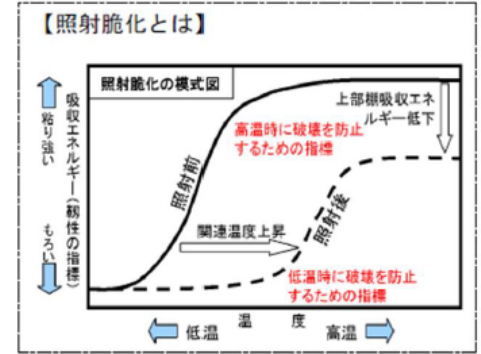 【照射脆化とは】
照射脆化の模式図
粘り強い
吸収エネルギー(靱性の指標)
もろい
上部棚吸収エネ
ルギー低下
高温時に破壊を防止
するための指標
照射前
関連温度上昇
照射後
低温時に破壊を防止
するための指標
低温
温度
高温